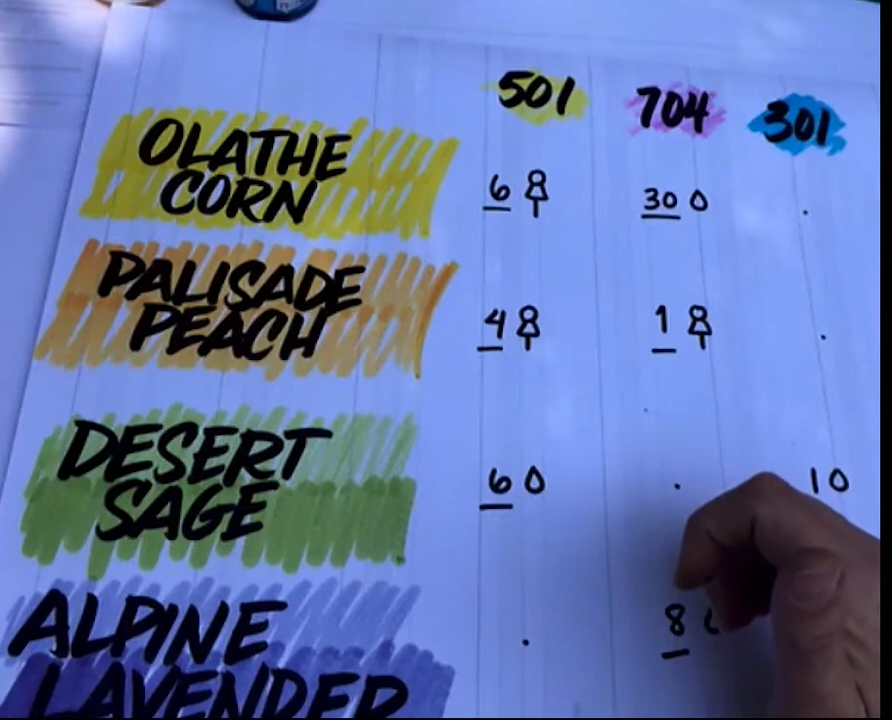 501 704 301
OLATHE
CORN
6 8 30 0 .
PALISADE
PEACH
4 8 1 8 .
DESERT
SAGE
6 0 . 10
ALPINE
LAVENDER
. 8